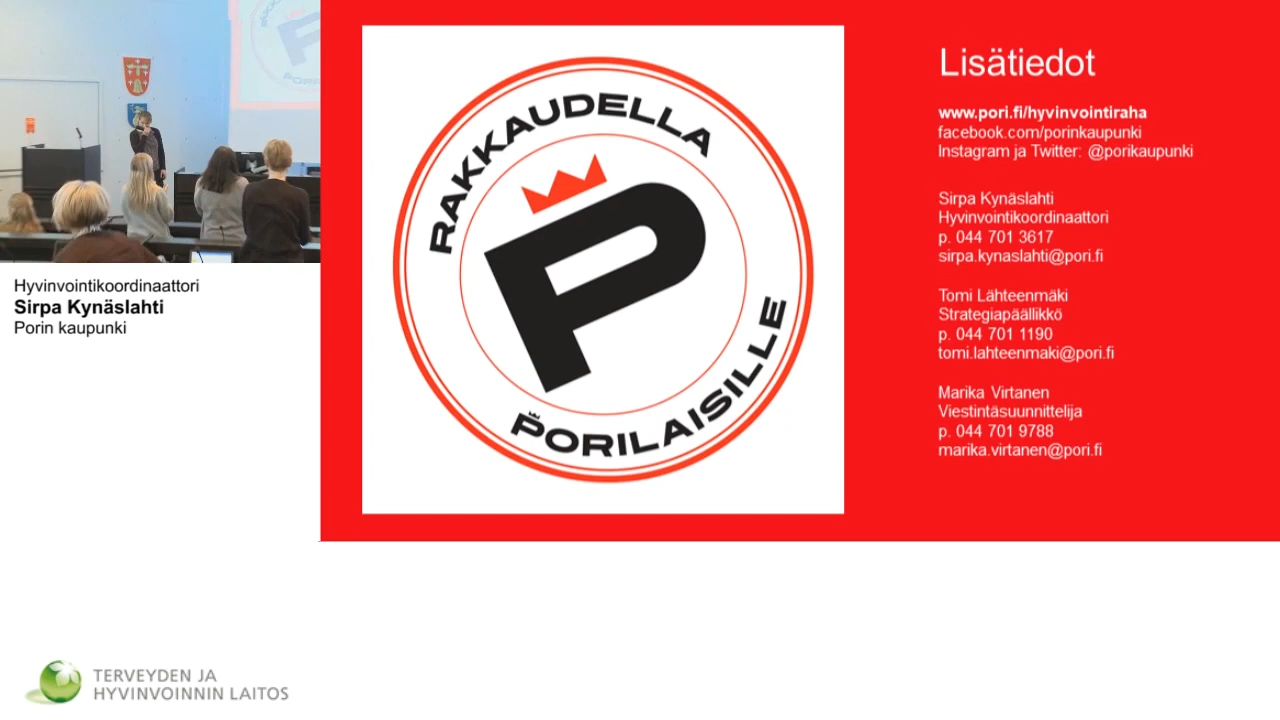 Hyvinvointikoordinaattori
Sirpa Kynäslahti
Porin kaupunki
RAKKAUDELLA
PORILAISILLE
P
Lisätiedot
www.pori.fi/hyvinvointiraha
facebook.com/porinkaupunki
Instagram ja Twitter: @porikaupunki
Sirpa Kynäslahti
Hyvinvointikoordinaattori
p. 044 701 3617
sirpa.kynaslahti@pori.fi
Tomi Lähteenmäki
Strategiapäällikkö
p. 044 701 1190
tomi.lahteenmaki@pori.fi
Marika Virtanen
Viestintäsuunnittelija
p. 044 701 9788
marika.virtanen@pori.fi
TERVEYDEN JA
HYVINVOINNIN LAITOS